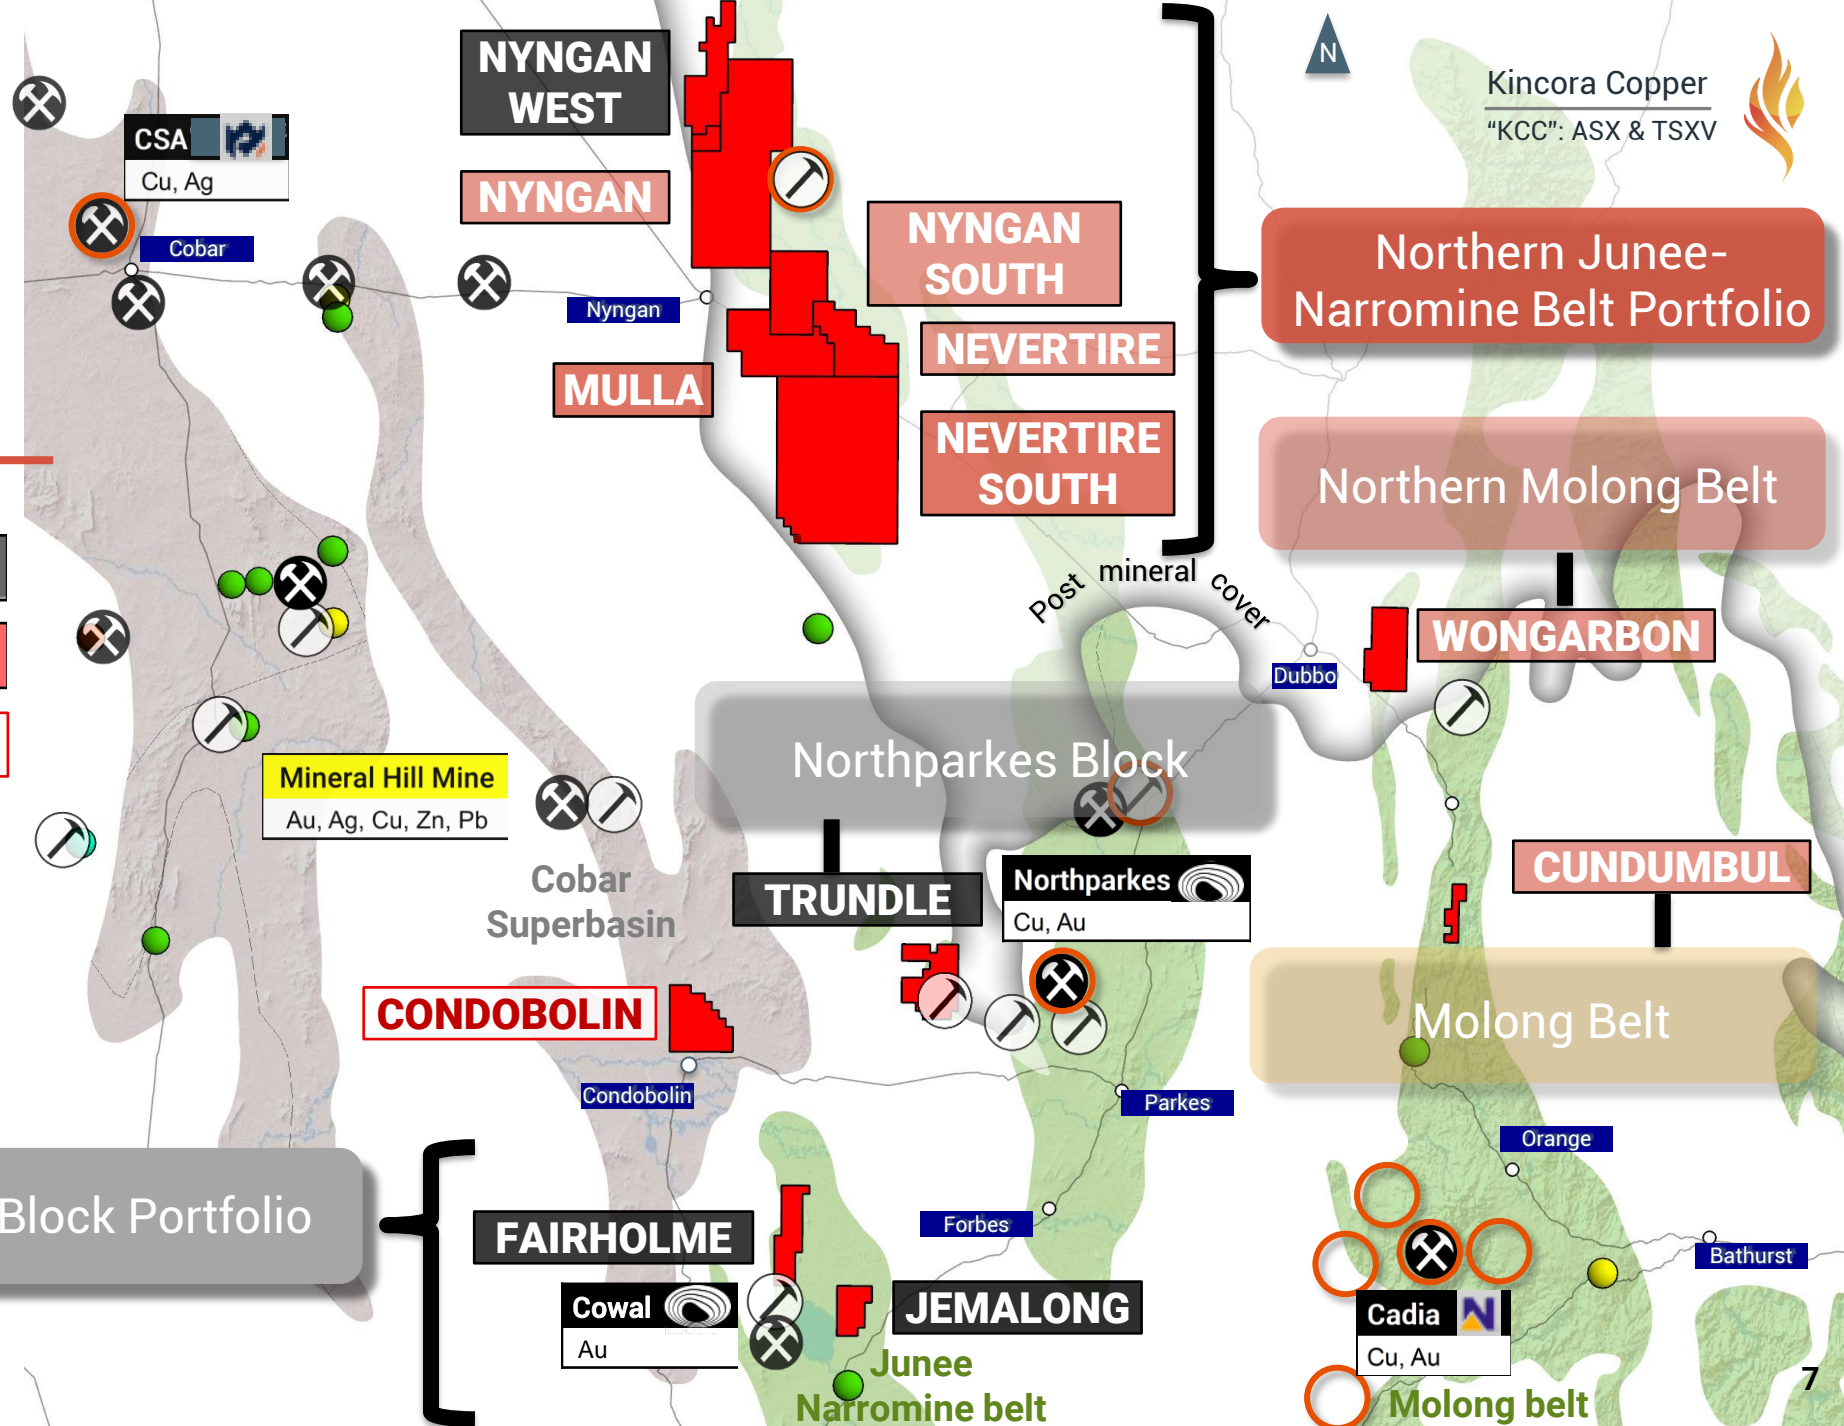 N
Kincora Copper
“KCC”: ASX & TSXV
NYNGAN
WEST
CSA
Cu, Ag
NYNGAN
NYNGAN
SOUTH
Northern Junee-
Narromine Belt Portfolio
Cobar
Nyngan
NEVERTIRE
MULLA
NEVERTIRE
SOUTH
Northern Molong Belt
Post mineral cover
WONGARBON
Dubbo
Northparkes Block
Mineral Hill Mine
Au, Ag, Cu, Zn, Pb
Cobar
Superbasin
TRUNDLE
Northparkes
Cu, Au
CUNDUMBUL
CONDOBOLIN
Molong Belt
Condobolin
Parkes
Orange
Block Portfolio
FAIRHOLME
Forbes
Bathurst
Cowal
Au
JEMALONG
Cadia
Cu, Au
Junee
Narromine belt
Molong belt
7